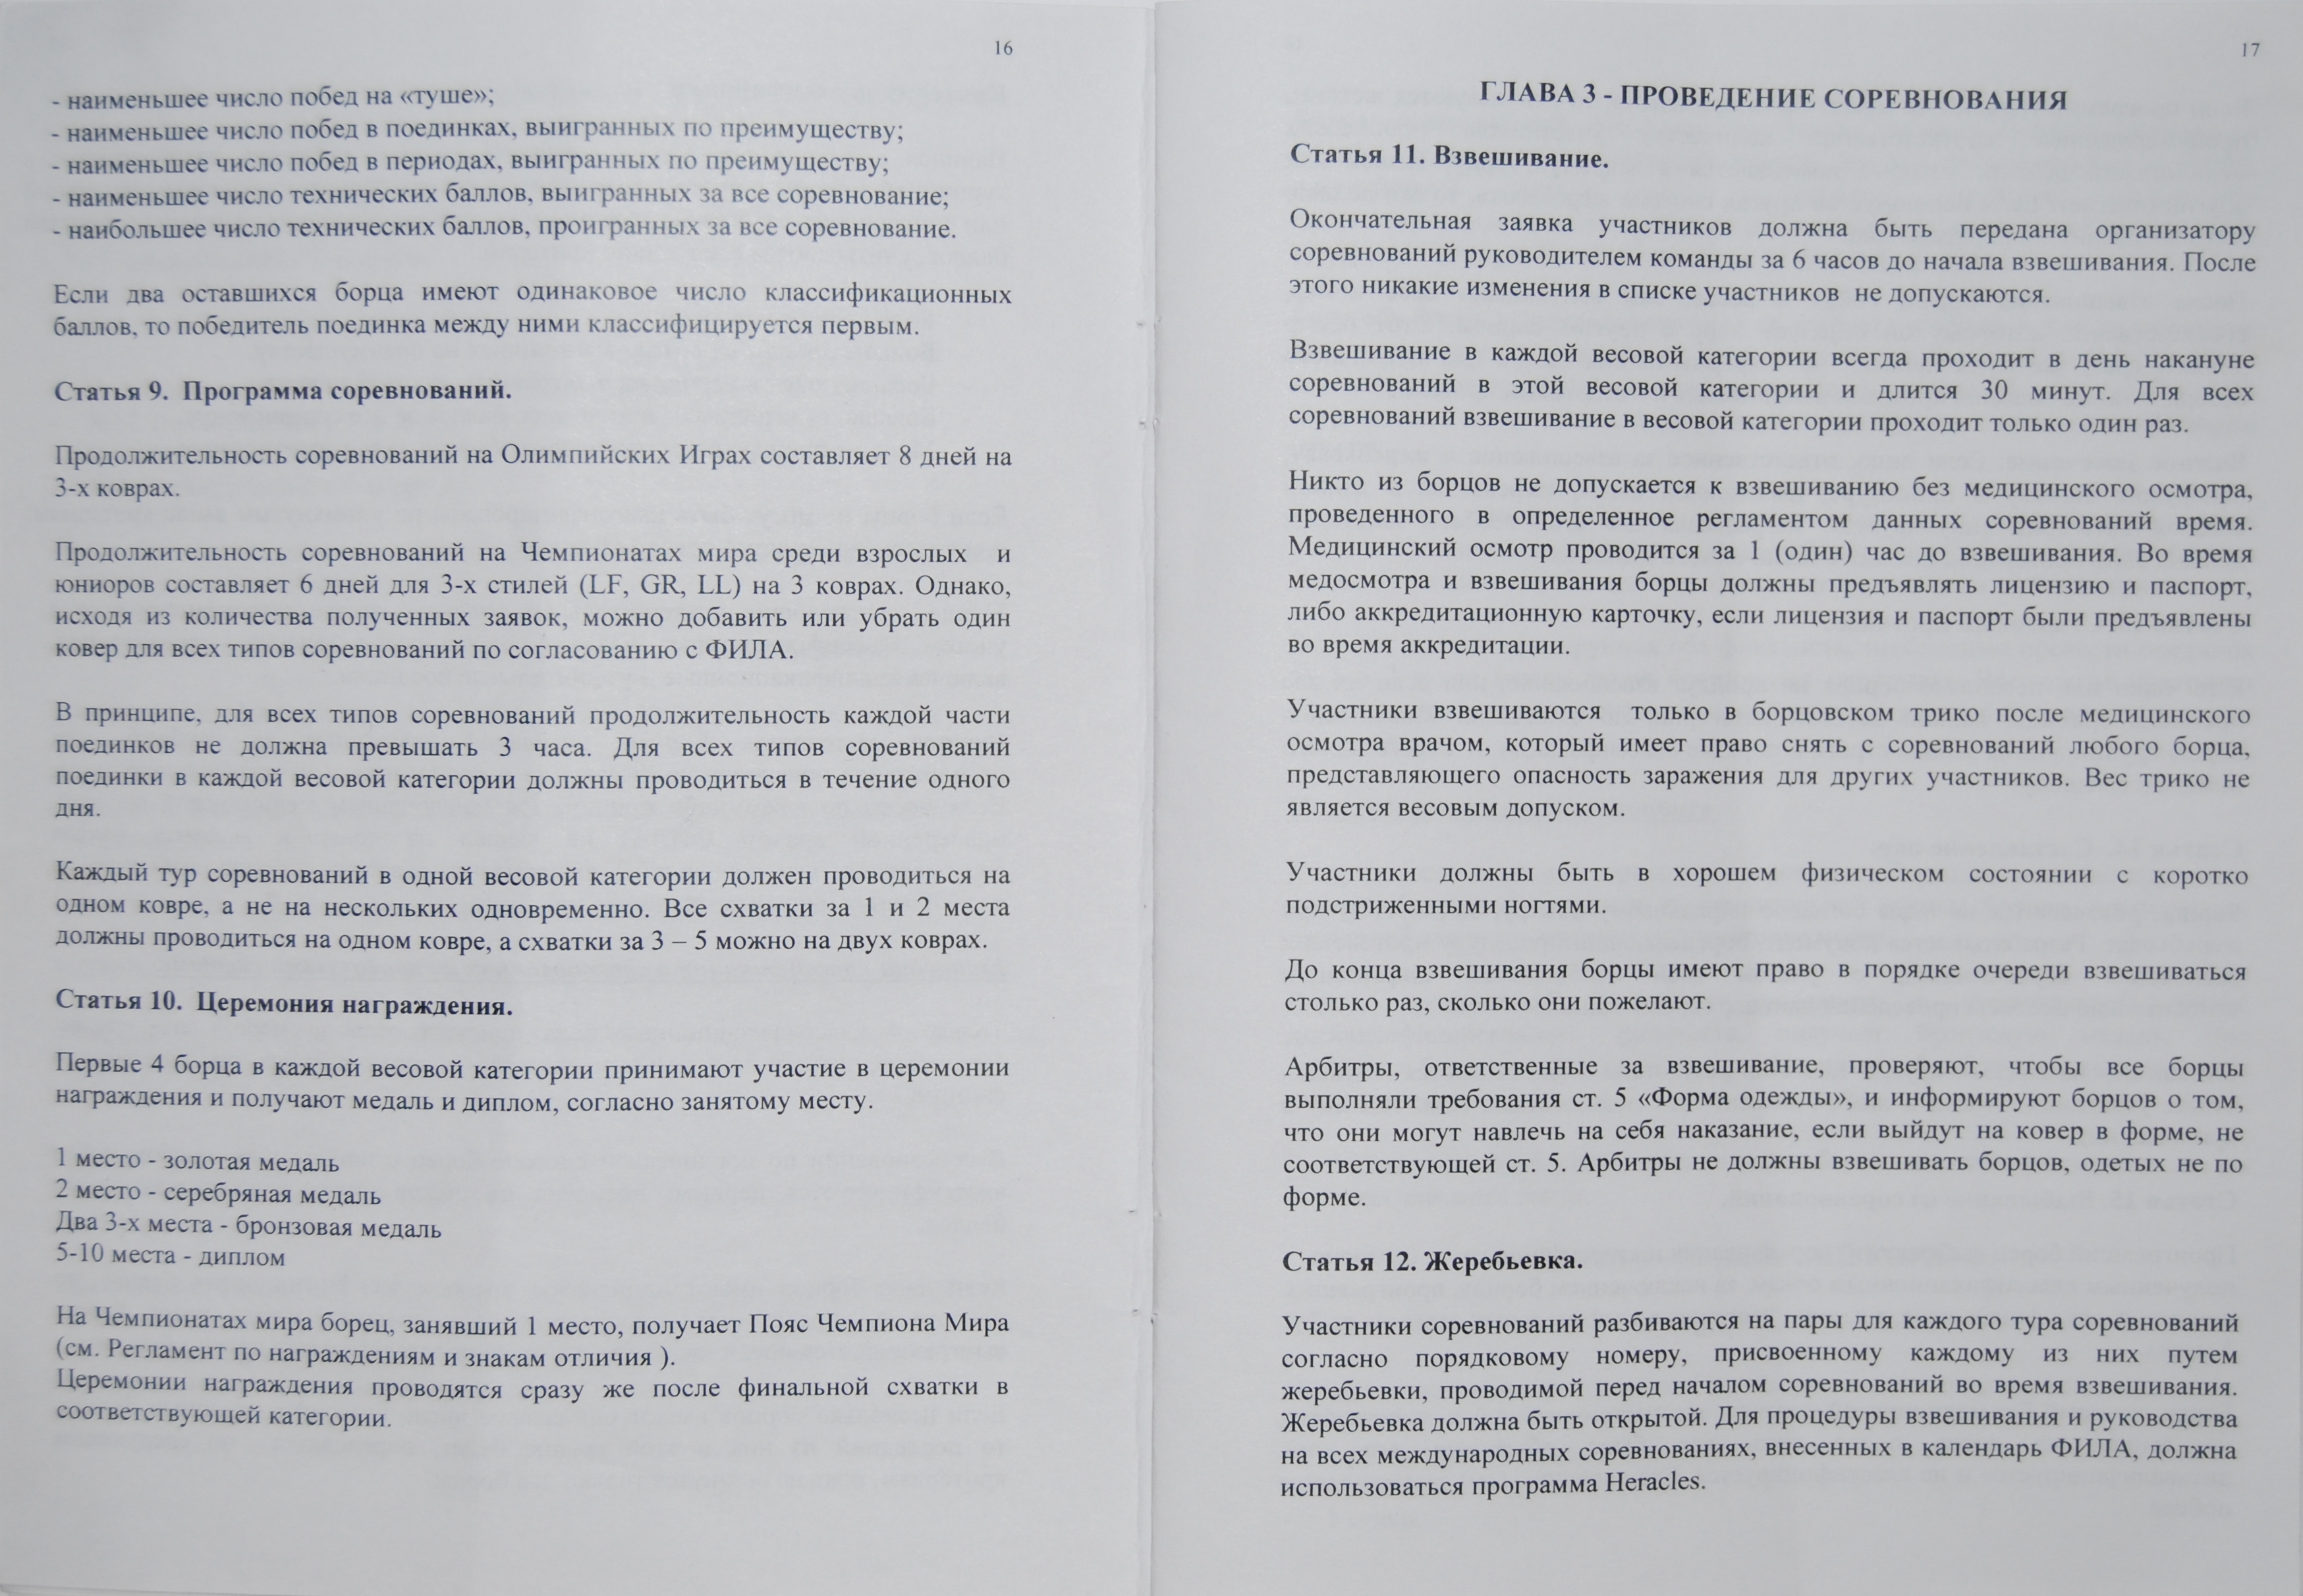 16
- наименьшее число побед на «туше»;
- наименьшее число побед в поединках, выигранных по преимуществу;
- наименьшее число побед в периодах, выигранных по преимуществу;
- наименьшее число технических баллов, выигранных за все соревнование;
- наибольшее число технических баллов, проигранных за все соревнование.
Если два оставшихся борца имеют одинаковое число классификационных
баллов, то победитель поединка между ними классифицируется первым.
Статья 9. Программа соревнований.
Продолжительность соревнований на Олимпийских Играх составляет 8 дней на
3-х коврах.
Продолжительность соревнований на Чемпионатах мира среди взрослых и
юниоров составляет 6 дней для 3-х стилей (LF, GR, LL) на 3 коврах. Однако,
исходя из количества полученных заявок, можно добавить или убрать один
ковер для всех типов соревнований по согласованию с ФИЛА.
В принципе, для всех типов соревнований продолжительность каждой части
поединков не должна превышать 3 часа. Для всех типов соревнований
поединки в каждой весовой категории должны проводиться в течение одного
дня.
Каждый тур соревнований в одной весовой категории должен проводиться на
одном ковре, а не на нескольких одновременно. Все схватки за 1 и 2 места
должны проводиться на одном ковре, а схватки за 3 – 5 можно на двух коврах.
Статья 10. Церемония награждения.
Первые 4 борца в каждой весовой категории принимают участие в церемонии
награждения и получают медаль и диплом, согласно занятому месту.
1 место - золотая медаль
2 место - серебряная медаль
Два 3-х места - бронзовая медаль
5-10 места - диплом
На Чемпионатах мира борец, занявший 1 место, получает Пояс Чемпиона Мира
(см. Регламент по награждениям и знакам отличия ).
Церемонии награждения проводятся сразу же после финальной схватки в
соответствующей категории.
17
ГЛАВА 3 - ПРОВЕДЕНИЕ СОРЕВНОВАНИЯ
Статья 11. Взвешивание.
Окончательная заявка участников должна быть передана организатору
соревнований руководителем команды за 6 часов до начала взвешивания. После
этого никакие изменения в списке участников не допускаются.
Взвешивание в каждой весовой категории всегда проходит в день накануне
соревнований в этой весовой категории и длится 30 минут. Для всех
соревнований взвешивание в весовой категории проходит только один раз.
Никто из борцов не допускается к взвешиванию без медицинского осмотра,
проведенного в определенное регламентом данных соревнований время.
Медицинский осмотр проводится за 1 (один) час до взвешивания. Во время
медосмотра и взвешивания борцы должны предъявлять лицензию и паспорт,
либо аккредитационную карточку, если лицензия и паспорт были предъявлены
во время аккредитации.
Участники взвешиваются только в борцовском трико после медицинского
осмотра врачом, который имеет право снять с соревнований любого борца,
представляющего опасность заражения для других участников. Вес трико не
является весовым допуском.
Участники должны быть в хорошем физическом состоянии с коротко
подстриженными ногтями.
До конца взвешивания борцы имеют право в порядке очереди взвешиваться
столько раз, сколько они пожелают.
Арбитры, ответственные за взвешивание, проверяют, чтобы все борцы
выполняли требования ст. 5 «Форма одежды», и информируют борцов о том,
что они могут навлечь на себя наказание, если выйдут на ковер в форме, не
соответствующей ст. 5. Арбитры не должны взвешивать борцов, одетых не по
форме.
Статья 12. Жеребьевка.
Участники соревнований разбиваются на пары для каждого тура соревнований
согласно порядковому номеру, присвоенному каждому из них путем
жеребьевки, проводимой перед началом соревнований во время взвешивания.
Жеребьевка должна быть открытой. Для процедуры взвешивания и руководства
на всех международных соревнованиях, внесенных в календарь ФИЛА, должна
использоваться программа Heracles.